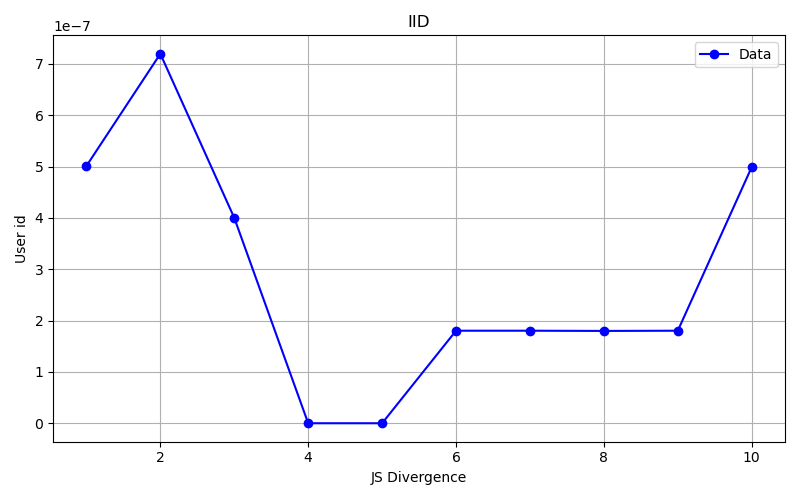 IID
1e−7
Data
7
6
5
4
3
2
1
0
User id
2 4 6 8 10
JS Divergence